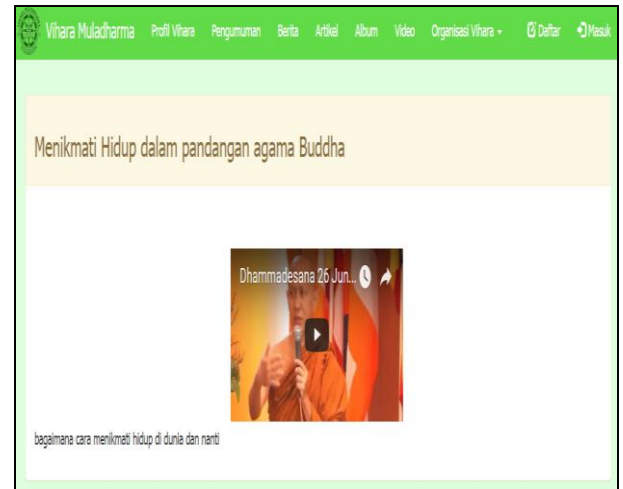 Vihara Muladharma Profil Vihara Pengumuman Berita Artikel Album Video Organisasi Vihara Daftar Masuk
Menikmati Hidup dalam pandangan agama Buddha
Dhammadesana 26 Jun...
bagaimana cara menikmati hidup di dunia dan nanti